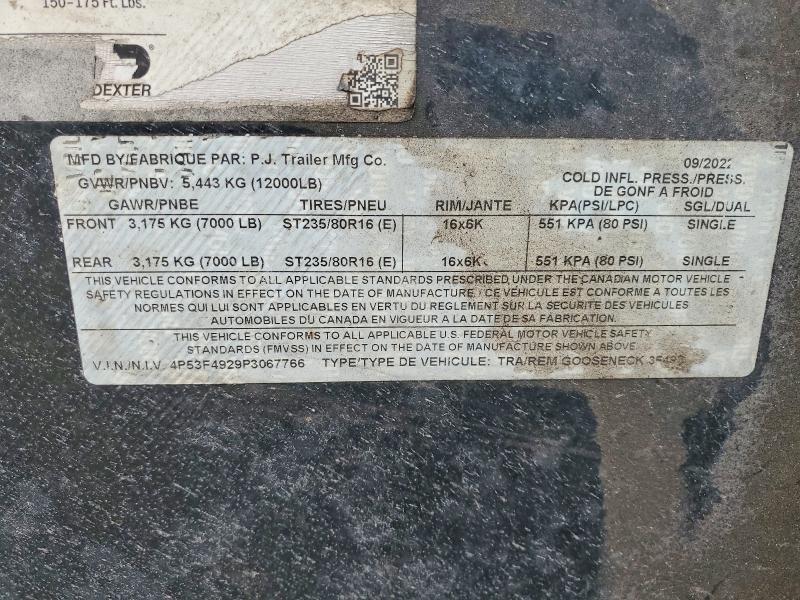 150-175 Ft. Lbs.
DEXTER
MFD BY/FABRIQUE PAR: P.J. Trailer Mfg Co. 09/2022
GVWR/PNBV: 5,443 KG (12000LB) COLD INFL. PRESS./PRESS. DE GONF A FROID
GAWR/PNBE TIRES/PNEU RIM/JANTE KPA(PSI/LPC) SGL/DUAL
FRONT 3,175 KG (7000 LB) ST235/80R16 (E) 16x6K 551 KPA (80 PSI) SINGLE
REAR 3,175 KG (7000 LB) ST235/80R16 (E) 16x6K 551 KPA (80 PSI) SINGLE
THIS VEHICLE CONFORMS TO ALL APPLICABLE STANDARDS PRESCRIBED UNDER THE CANADIAN MOTOR VEHICLE
SAFETY REGULATIONS IN EFFECT ON THE DATE OF MANUFACTURE / CE VÉHICULE EST CONFORME A TOUTES LES
NORMES QUI LUI SONT APPLICABLES EN VERTU DU RÈGLEMENT SUR LA SÉCURITÉ DES VÉHICULES
AUTOMOBILES DU CANADA EN VIGUEUR A LA DATE DE SA FABRICATION.
THIS VEHICLE CONFORMS TO ALL APPLICABLE U.S. FEDERAL MOTOR VEHICLE SAFETY
STANDARDS (FMVSS) IN EFFECT ON THE DATE OF MANUFACTURE SHOWN ABOVE.
V.I.N./N.I.V. 4P53F4929P3067766 TYPE/TYPE DE VEHICULE: TRA/REM GOOSENECK